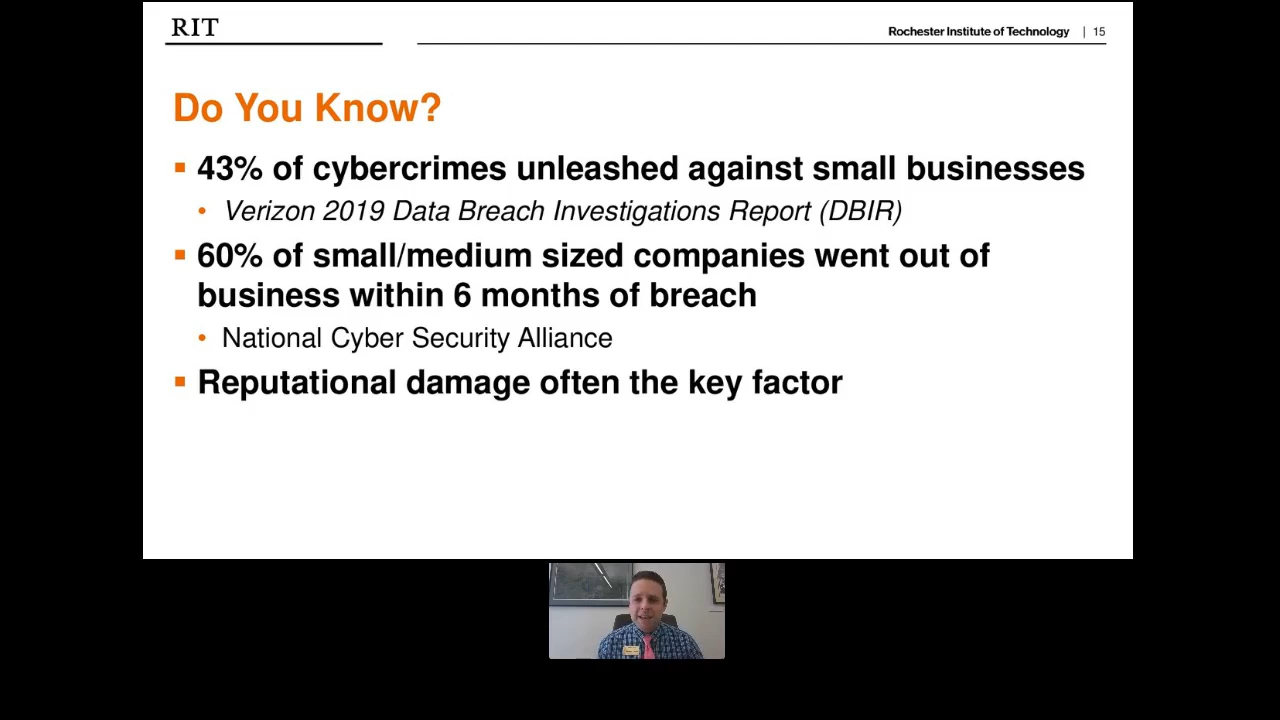 RIT
Rochester Institute of Technology | 15
Do You Know?
43% of cybercrimes unleashed against small businesses
Verizon 2019 Data Breach Investigations Report (DBIR)
60% of small/medium sized companies went out of
business within 6 months of breach
National Cyber Security Alliance
Reputational damage often the key factor